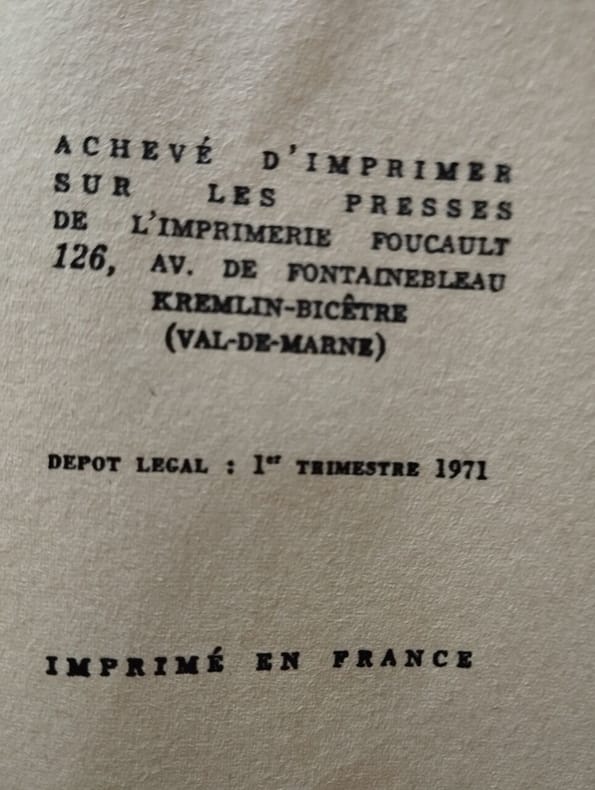 ACHEVÉ D'IMPRIMER
SUR LES PRESSES
DE L'IMPRIMERIE FOUCAULT
126, AV. DE FONTAINEBLEAU
KREMLIN-BICÊTRE
(VAL-DE-MARNE)
DEPOT LEGAL : 1er TRIMESTRE 1971
IMPRIMÉ EN FRANCE